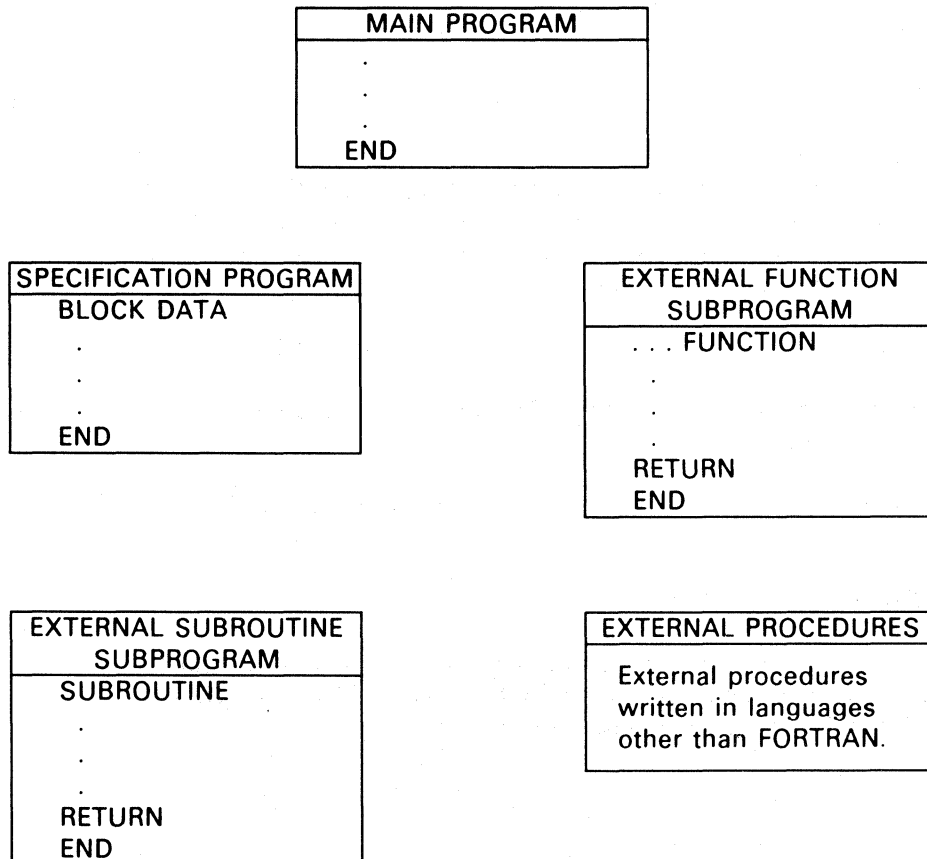 MAIN PROGRAM
.
.
.
END
SPECIFICATION PROGRAM
BLOCK DATA
.
.
.
END
EXTERNAL FUNCTION
SUBPROGRAM
. . . FUNCTION
.
.
.
RETURN
END
EXTERNAL SUBROUTINE
SUBPROGRAM
SUBROUTINE
.
.
.
RETURN
END
EXTERNAL PROCEDURES
External procedures
written in languages
other than FORTRAN.